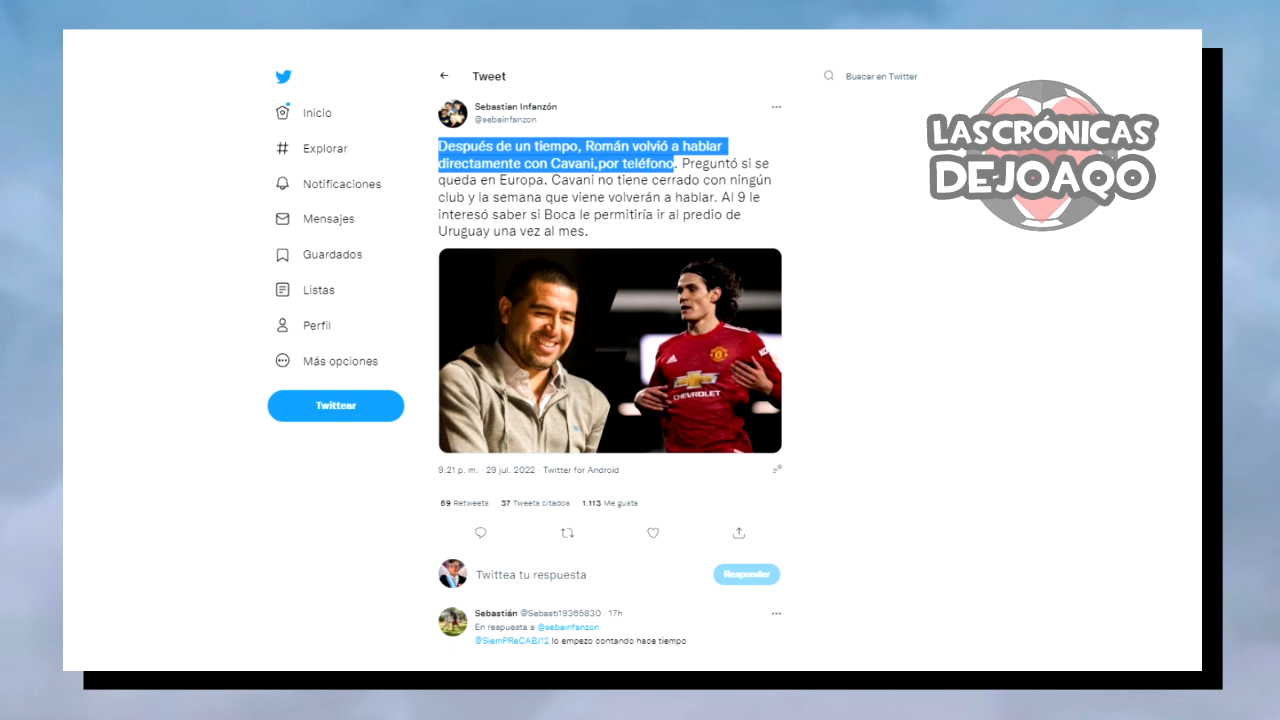 Tweet
Buscar en Twitter
Sebastian Infanzón
@sebainfanzon
Inicio
Explorar
Notificaciones
Mensajes
Guardados
Listas
Perfil
Más opciones
Twittear
Después de un tiempo, Román volvió a hablar
directamente con Cavani,por teléfono. Preguntó si se
queda en Europa. Cavani no tiene cerrado con ningún
club y la semana que viene volverán a hablar. Al 9 le
interesó saber si Boca le permitiría ir al predio de
Uruguay una vez al mes.
CHEVROLET
9:21 p. m. · 29 jul. 2022 · Twitter for Android
69 Retweets 37 Tweets citados 1.113 Me gusta
Twittea tu respuesta
Responder
Sebastián @Sebasti19365830 · 17h
En respuesta a @sebainfanzon
@SiemPReCABJ12 lo empezo contando hace tiempo
LAS CRÓNICAS
DE JOAQO